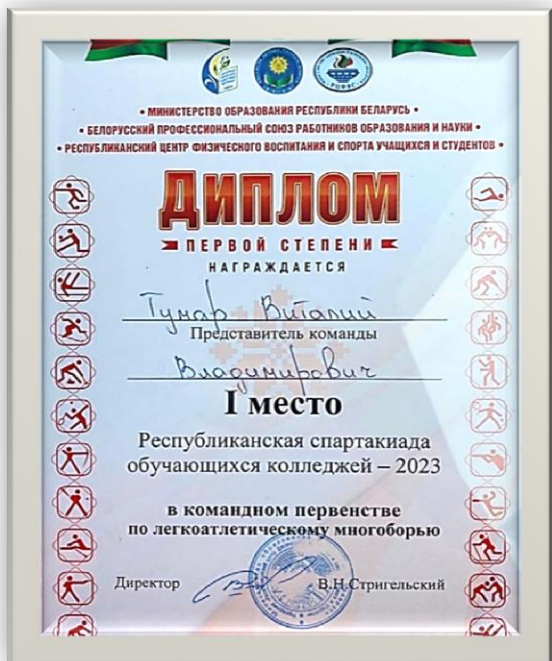 • МИНИСТЕРСТВО ОБРАЗОВАНИЯ РЕСПУБЛИКИ БЕЛАРУСЬ •
• БЕЛОРУССКИЙ ПРОФЕССИОНАЛЬНЫЙ СОЮЗ РАБОТНИКОВ ОБРАЗОВАНИЯ И НАУКИ •
• РЕСПУБЛИКАНСКИЙ ЦЕНТР ФИЗИЧЕСКОГО ВОСПИТАНИЯ И СПОРТА УЧАЩИХСЯ И СТУДЕНТОВ •
ДИПЛОМ
ПЕРВОЙ СТЕПЕНИ
НАГРАЖДАЕТСЯ
Тумар Виталий
Представитель команды
Владимирович
I место
Республиканская спартакиада
обучающихся колледжей – 2023
в командном первенстве
по легкоатлетическому многоборью
Директор В.Н.Стригельский